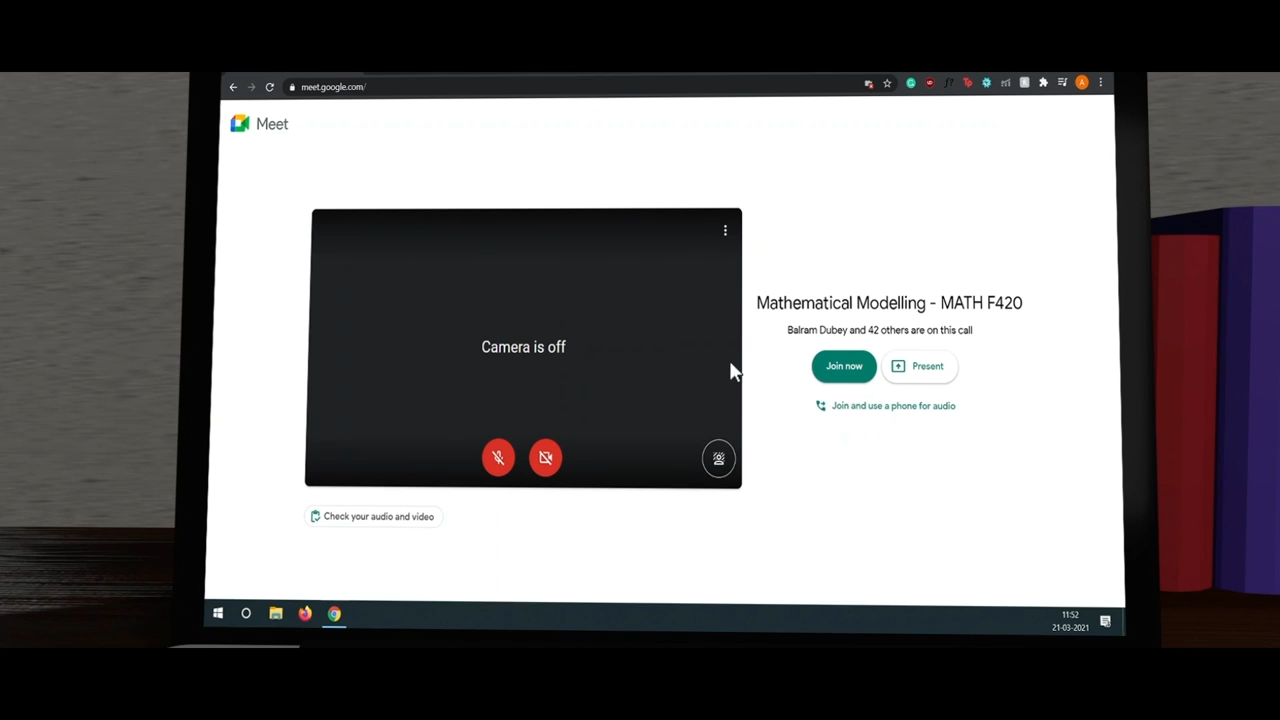 meet.google.com/
Meet
Camera is off
Mathematical Modelling - MATH F420
Balram Dubey and 42 others are on this call
Join now
Present
Join and use a phone for audio
Check your audio and video
11:52
21-03-2021